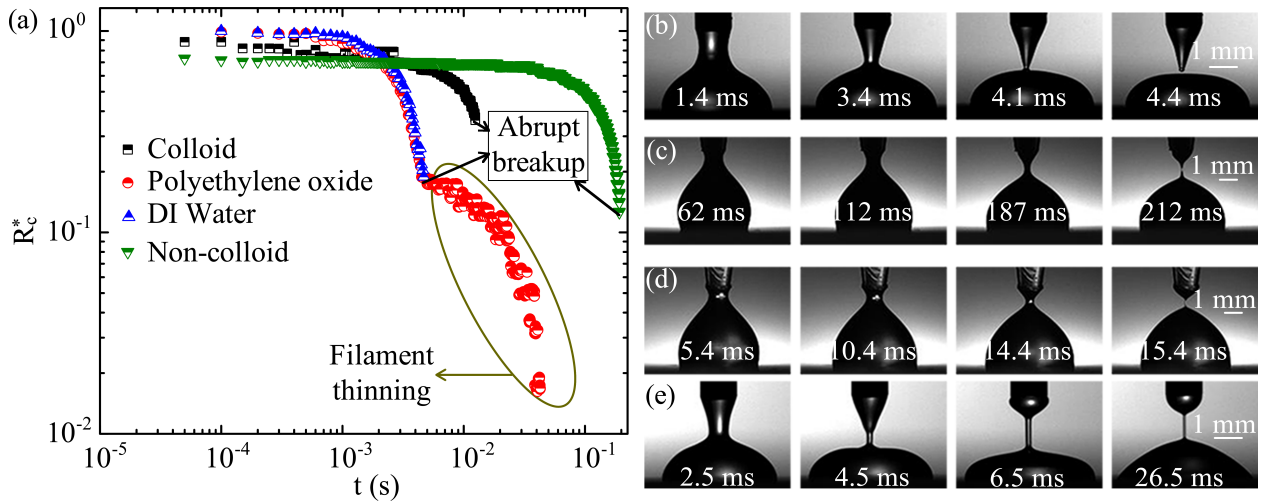 (a)
10⁰
10⁻¹
10⁻²
R*c
Colloid
Polyethylene oxide
DI Water
Non-colloid
Abrupt
breakup
Filament
thinning
10⁻⁵
10⁻⁴
10⁻³
10⁻²
10⁻¹
t (s)
(b)
1.4 ms
3.4 ms
4.1 ms
4.4 ms
1 mm
(c)
62 ms
112 ms
187 ms
212 ms
1 mm
(d)
5.4 ms
10.4 ms
14.4 ms
15.4 ms
1 mm
(e)
2.5 ms
4.5 ms
6.5 ms
26.5 ms
1 mm